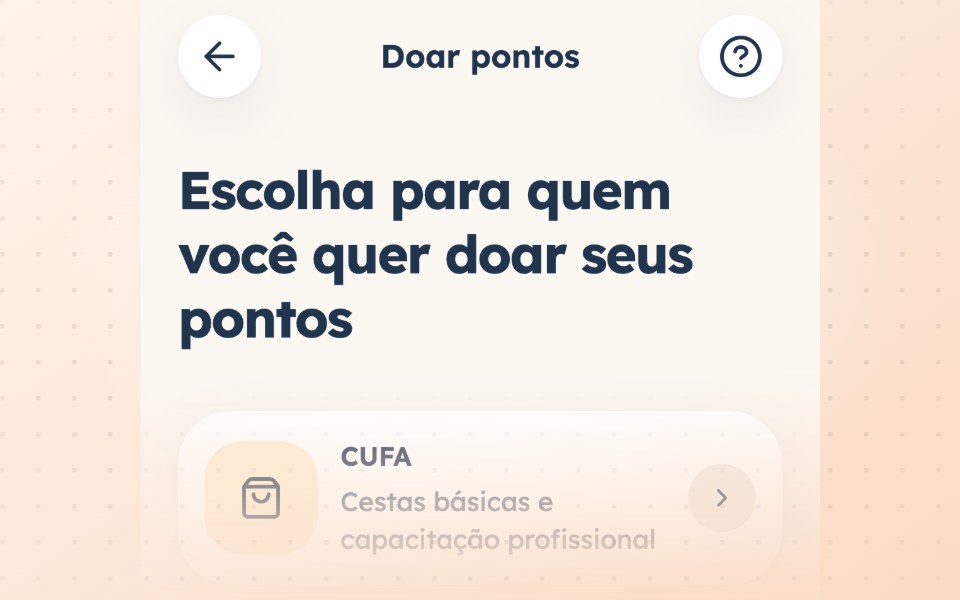 Doar pontos
Escolha para quem
você quer doar seus
pontos
CUFA
Cestas básicas e
capacitação profissional